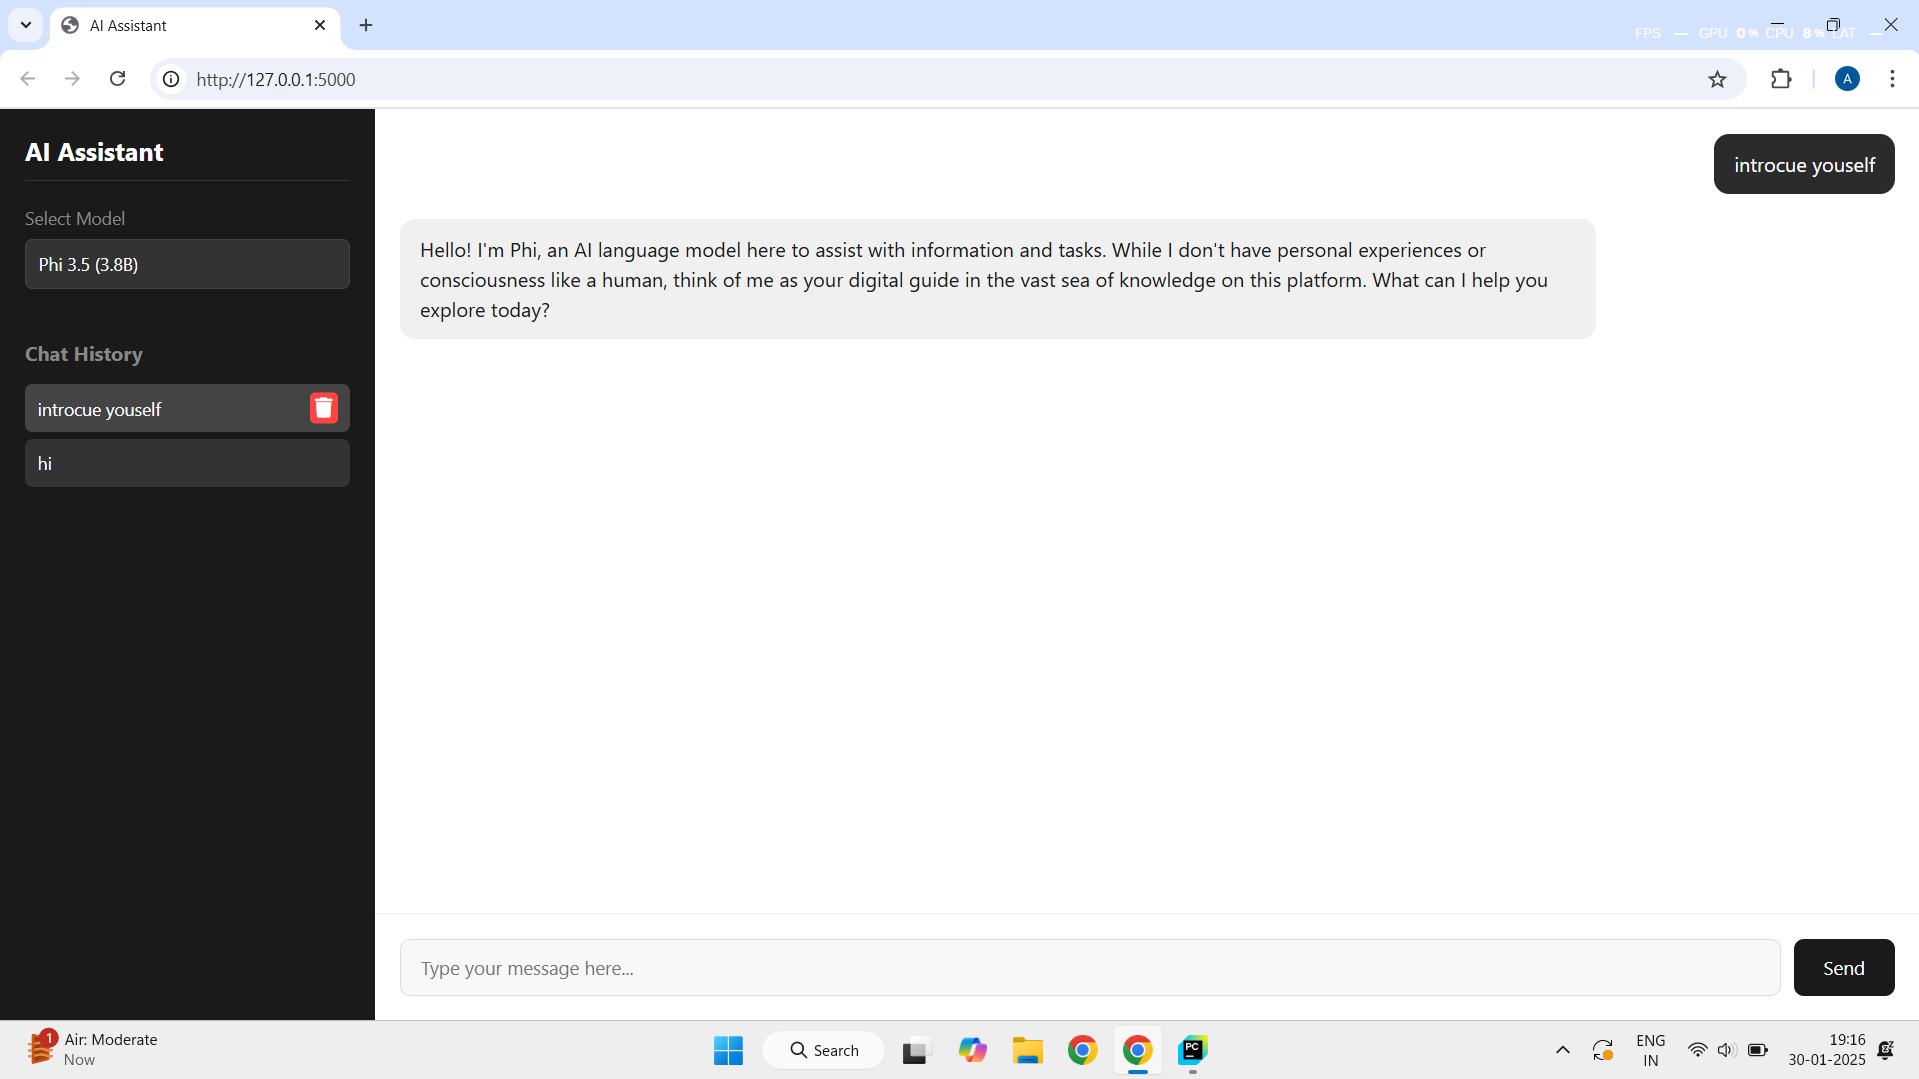 AI Assistant
FPS — GPU 0% CPU 8% LAT —
http://127.0.0.1:5000
A
AI Assistant
Select Model
Phi 3.5 (3.8B)
Chat History
introcue youself
hi
introcue youself
Hello! I'm Phi, an AI language model here to assist with information and tasks. While I don't have personal experiences or
consciousness like a human, think of me as your digital guide in the vast sea of knowledge on this platform. What can I help you
explore today?
Type your message here...
Send
1
Air: Moderate
Now
Search
PC
ENG
IN
19:16
30-01-2025